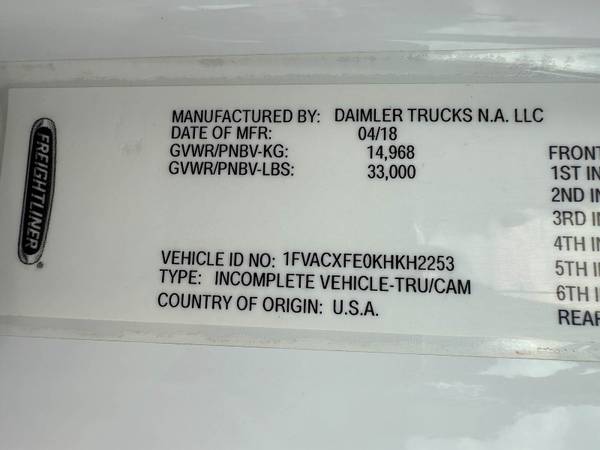 FREIGHTLINER
MANUFACTURED BY: DAIMLER TRUCKS N.A. LLC
DATE OF MFR: 04/18
GVWR/PNBV-KG: 14,968
GVWR/PNBV-LBS: 33,000
VEHICLE ID NO: 1FVACXFE0KHKH2253
TYPE: INCOMPLETE VEHICLE-TRU/CAM
COUNTRY OF ORIGIN: U.S.A.
FRONT
1ST IN
2ND IN
3RD IN
4TH IN
5TH I
6TH I
REAR